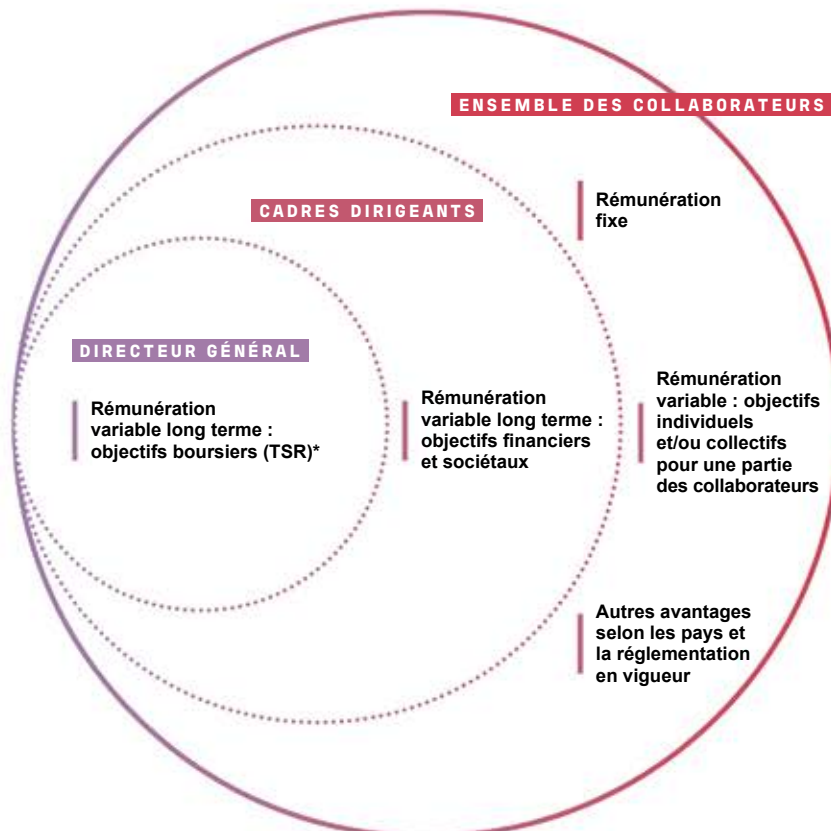 ENSEMBLE DES COLLABORATEURS
CADRES DIRIGEANTS
Rémunération
fixe
DIRECTEUR GÉNÉRAL
Rémunération
variable long terme :
objectifs boursiers (TSR)*
Rémunération
variable long terme :
objectifs financiers
et sociétaux
Rémunération
variable : objectifs
individuels
et/ou collectifs
pour une partie
des collaborateurs
Autres avantages
selon les pays et
la réglementation
en vigueur